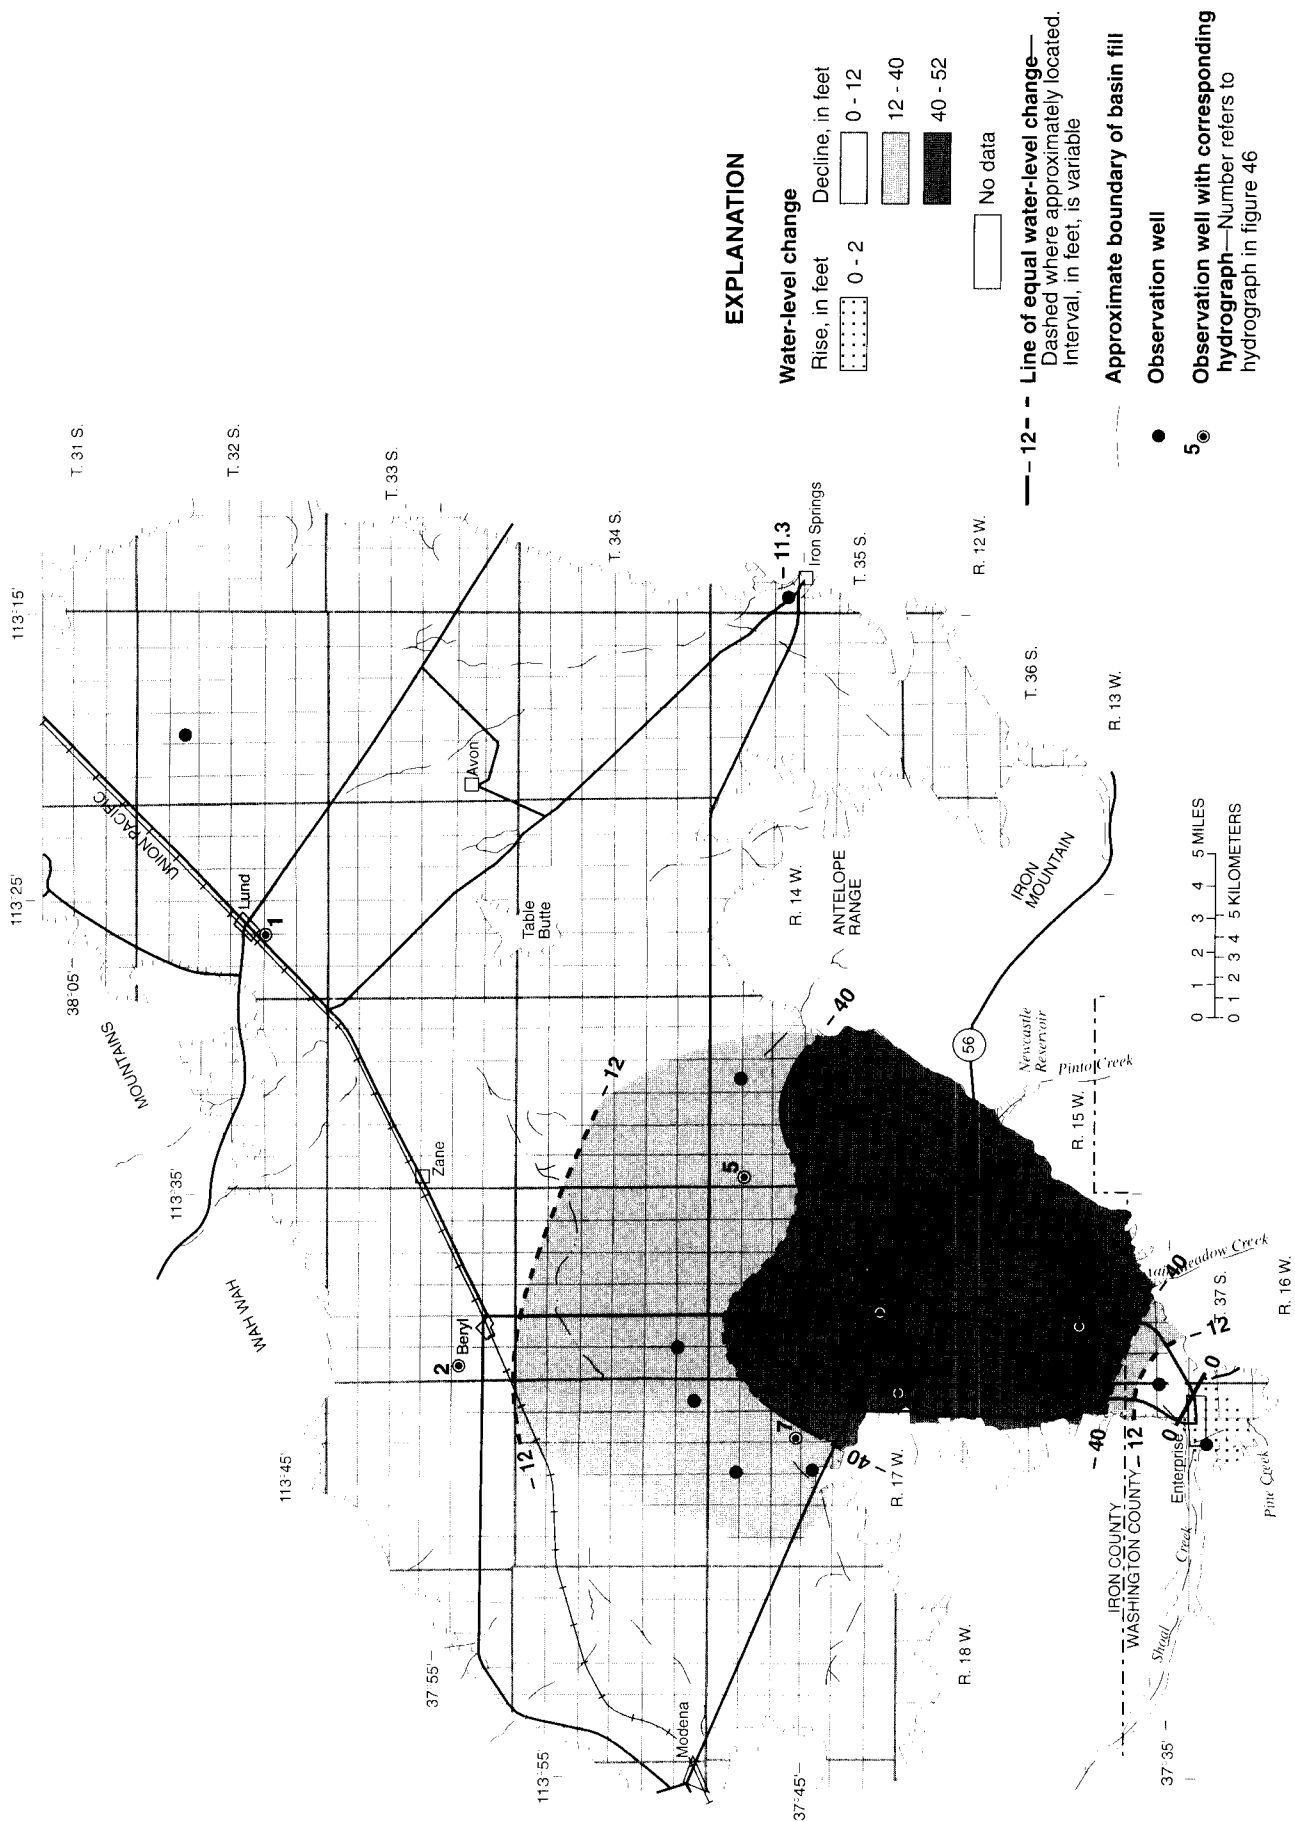 113°15'
113°25'
38°05'
113°35'
113°45'
37°55'
113°55
37°45'
37°35'
T. 31 S.
T. 32 S.
T. 33 S.
T. 34 S.
T. 35 S.
T. 36 S.
T. 37 S.
R. 12 W.
R. 13 W.
R. 14 W.
R. 15 W.
R. 16 W.
R. 17 W.
R. 18 W.
UNION PACIFIC
Lund
1
MOUNTAINS
WAH WAH
Zane
2
Beryl
Avon
Table
Butte
-11.3
Iron Springs
ANTELOPE
RANGE
IRON
MOUNTAIN
56
Newcastle
Reservoir
Pinto Creek
Meadow Creek
-12
-12
-40
-40
-40
-40
-12
-12
0
0
5
7
Modena
IRON COUNTY
WASHINGTON COUNTY
Enterprise
Shoal
Creek
Pine Creek
0 1 2 3 4 5 MILES
0 1 2 3 4 5 KILOMETERS
EXPLANATION
Water-level change
Rise, in feet
0 - 2
Decline, in feet
0 - 12
12 - 40
40 - 52
No data
—12-- Line of equal water-level change—
Dashed where approximately located.
Interval, in feet, is variable
Approximate boundary of basin fill
Observation well
5 Observation well with corresponding
hydrograph—Number refers to
hydrograph in figure 46